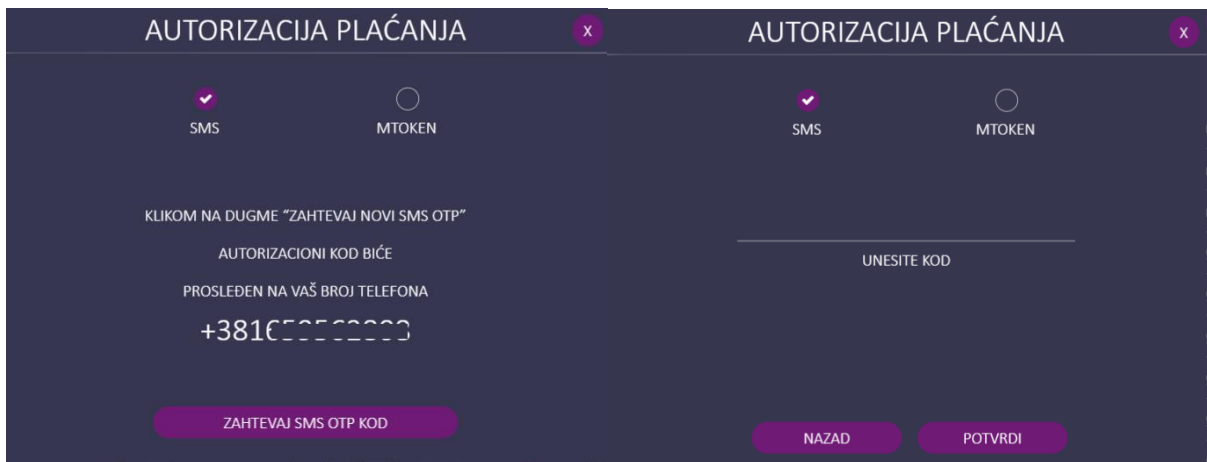 AUTORIZACIJA PLAĆANJA
X
SMS
MTOKEN
KLIKOM NA DUGME “ZAHTEVAJ NOVI SMS OTP”
AUTORIZACIONI KOD BIĆE
PROSLEĐEN NA VAŠ BROJ TELEFONA
ZAHTEVAJ SMS OTP KOD
AUTORIZACIJA PLAĆANJA
X
SMS
MTOKEN
UNESITE KOD
NAZAD
POTVRDI